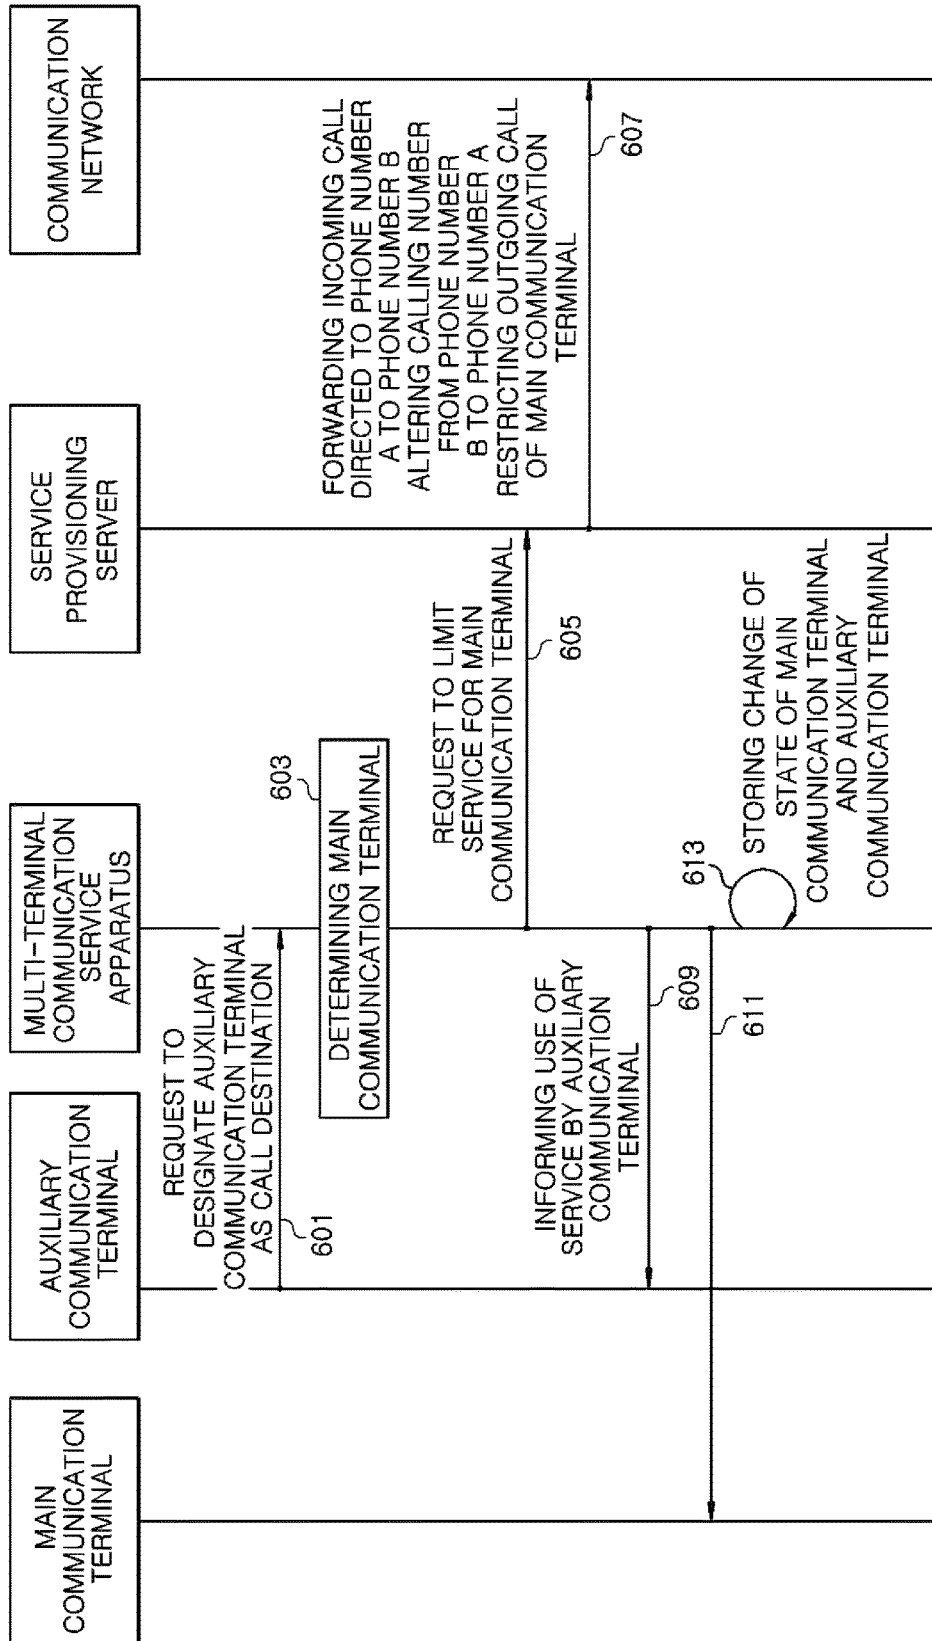 MAIN
COMMUNICATION
TERMINAL
AUXILIARY
COMMUNICATION
TERMINAL
MULTI-TERMINAL
COMMUNICATION
SERVICE
APPARATUS
SERVICE
PROVISIONING
SERVER
COMMUNICATION
NETWORK
REQUEST TO
DESIGNATE AUXILIARY
COMMUNICATION TERMINAL
AS CALL DESTINATION
601
603
DETERMINING MAIN
COMMUNICATION TERMINAL
REQUEST TO LIMIT
SERVICE FOR MAIN
COMMUNICATION TERMINAL
605
FORWARDING INCOMING CALL
DIRECTED TO PHONE NUMBER
A TO PHONE NUMBER B
ALTERING CALLING NUMBER
FROM PHONE NUMBER
B TO PHONE NUMBER A
RESTRICTING OUTGOING CALL
OF MAIN COMMUNICATION
TERMINAL
607
INFORMING USE OF
SERVICE BY AUXILIARY
COMMUNICATION
TERMINAL
609
611
613
STORING CHANGE OF
STATE OF MAIN
COMMUNICATION TERMINAL
AND AUXILIARY
COMMUNICATION TERMINAL